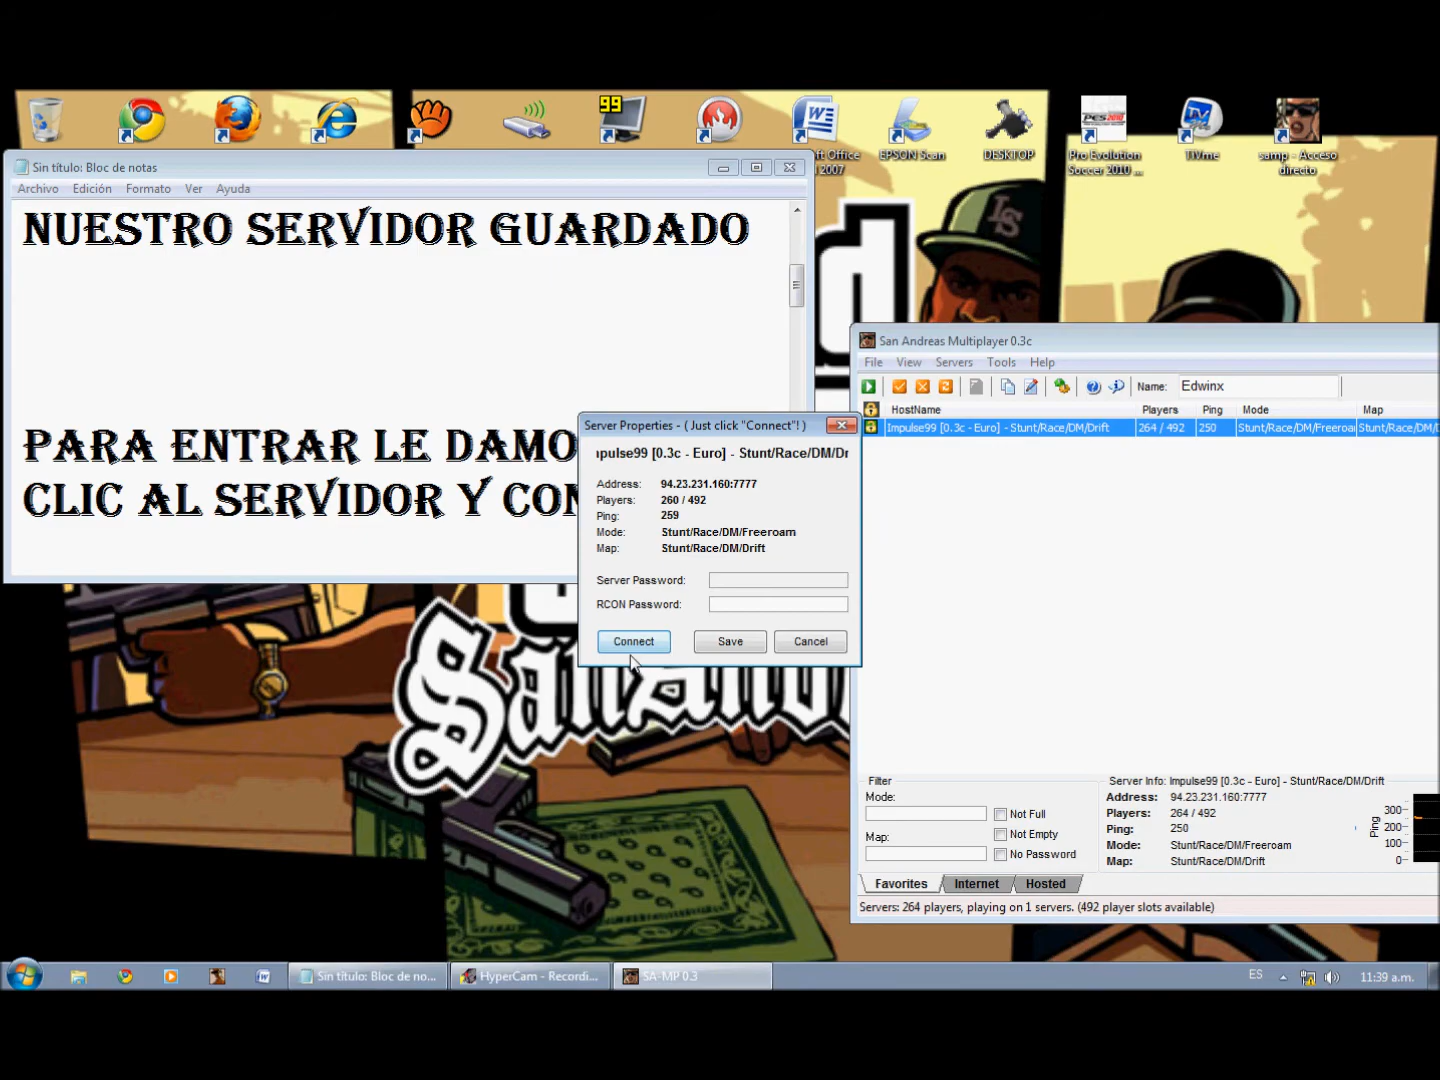 99
PES2010
TV
LS
ft Office
2007
EPSON Scan
DESKTOP
Pro Evolution
Soccer 2010 ...
TVme
samp - Acceso
directo
Sin título: Bloc de notas
Archivo Edición Formato Ver Ayuda
NUESTRO SERVIDOR GUARDADO
PARA ENTRAR LE DAMO
CLIC AL SERVIDOR Y CON
San Andreas Multiplayer 0.3c
File View Servers Tools Help
Name: Edwinx
HostName Players Ping Mode Map
Impulse99 [0.3c - Euro] - Stunt/Race/DM/Drift 264 / 492 250 Stunt/Race/DM/Freeroa Stunt/Race/DM/D
Server Properties - ( Just click "Connect"! )
npulse99 [0.3c - Euro] - Stunt/Race/DM/Dr
Address: 94.23.231.160:7777
Players: 260 / 492
Ping: 259
Mode: Stunt/Race/DM/Freeroam
Map: Stunt/Race/DM/Drift
Server Password:
RCON Password:
Connect Save Cancel
Filter
Mode:
Map:
Not Full
Not Empty
No Password
Server Info: Impulse99 [0.3c - Euro] - Stunt/Race/DM/Drift
Address: 94.23.231.160:7777
Players: 264 / 492
Ping: 250
Mode: Stunt/Race/DM/Freeroam
Map: Stunt/Race/DM/Drift
Ping
300
200
100
0
Favorites Internet Hosted
Servers: 264 players, playing on 1 servers. (492 player slots available)
Sin título: Bloc de no... HyperCam - Recordi... SA-MP 0.3 ES 11:39 a.m.